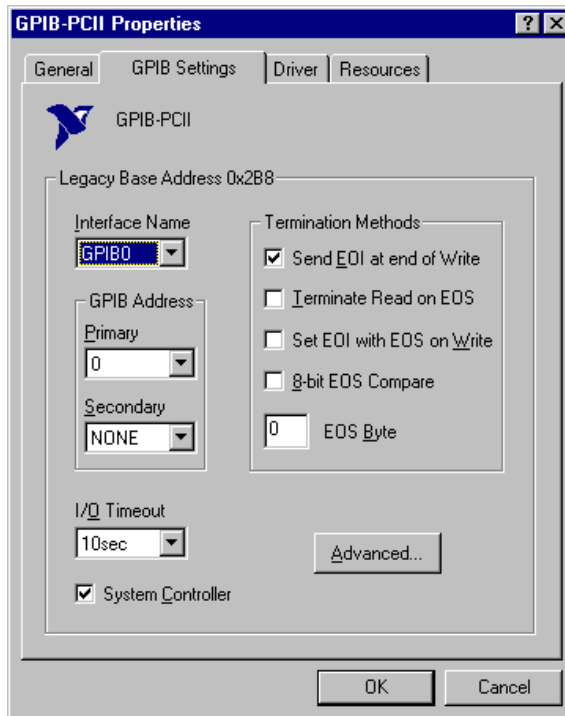 GPIB-PCII Properties
General GPIB Settings Driver Resources
GPIB-PCII
Legacy Base Address 0x2B8
Interface Name
GPIB0
GPIB Address
Primary
0
Secondary
NONE
I/O Timeout
10sec
System Controller
Termination Methods
Send EOI at end of Write
Terminate Read on EOS
Set EOI with EOS on Write
8-bit EOS Compare
0 EOS Byte
Advanced...
OK Cancel